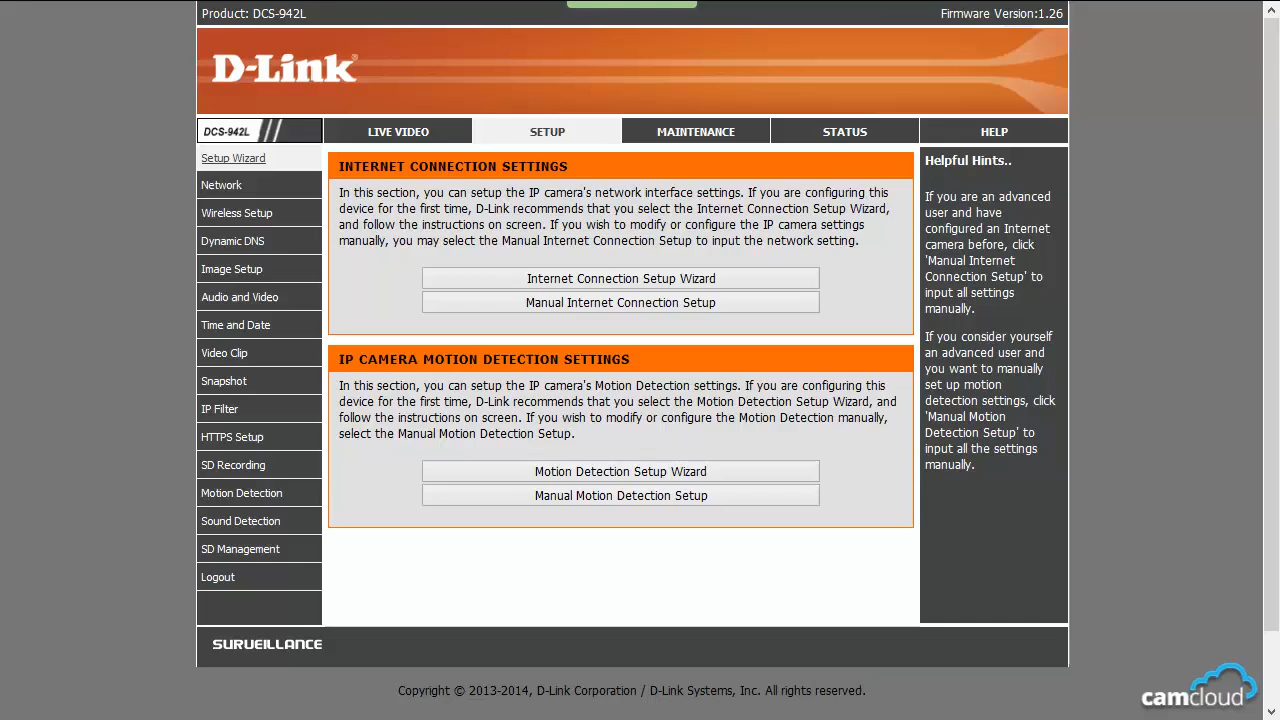 Product: DCS-942L
Firmware Version:1.26
D-Link®
DCS-942L
LIVE VIDEO
SETUP
MAINTENANCE
STATUS
HELP
Setup Wizard
Network
Wireless Setup
Dynamic DNS
Image Setup
Audio and Video
Time and Date
Video Clip
Snapshot
IP Filter
HTTPS Setup
SD Recording
Motion Detection
Sound Detection
SD Management
Logout
INTERNET CONNECTION SETTINGS
In this section, you can setup the IP camera's network interface settings. If you are configuring this
device for the first time, D-Link recommends that you select the Internet Connection Setup Wizard,
and follow the instructions on screen. If you wish to modify or configure the IP camera settings
manually, you may select the Manual Internet Connection Setup to input the network setting.
Internet Connection Setup Wizard
Manual Internet Connection Setup
IP CAMERA MOTION DETECTION SETTINGS
In this section, you can setup the IP camera's Motion Detection settings. If you are configuring this
device for the first time, D-Link recommends that you select the Motion Detection Setup Wizard, and
follow the instructions on screen. If you wish to modify or configure the Motion Detection manually,
select the Manual Motion Detection Setup.
Motion Detection Setup Wizard
Manual Motion Detection Setup
Helpful Hints..
If you are an advanced
user and have
configured an Internet
camera before, click
'Manual Internet
Connection Setup' to
input all settings
manually.
If you consider yourself
an advanced user and
you want to manually
set up motion
detection settings, click
'Manual Motion
Detection Setup' to
input all the settings
manually.
SURVEILLANCE
Copyright © 2013-2014, D-Link Corporation / D-Link Systems, Inc. All rights reserved.
camcloud